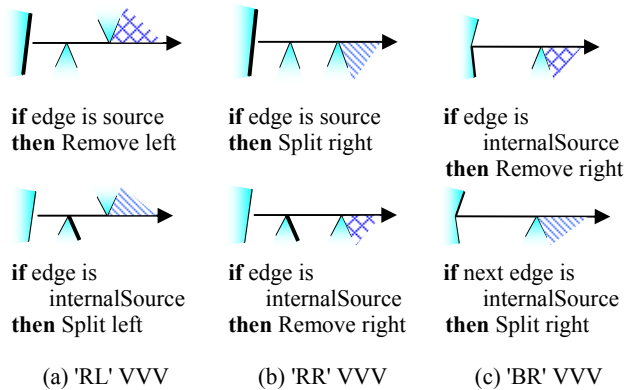 if edge is source
then Remove left
if edge is source
then Split right
if edge is
internalSource
then Remove right
if edge is
internalSource
then Split left
if edge is
internalSource
then Remove right
if next edge is
internalSource
then Split right
(a) 'RL' VVV
(b) 'RR' VVV
(c) 'BR' VVV